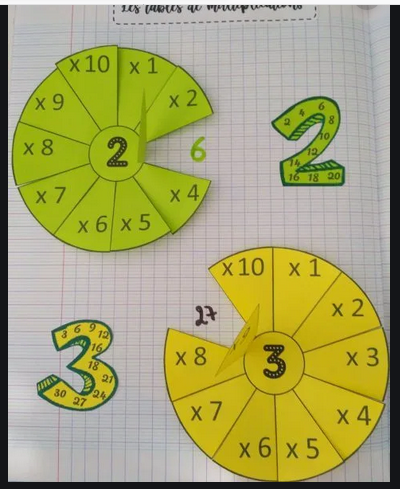 Les tables de multiplications
x 10
x 1
x 2
x 9
x 8
2
6
x 7
x 4
x 6
x 5
2 4 6 8 10 12 14 16 18 20
x 10
x 1
27
x 2
x 8
3
x 3
x 7
x 4
x 6
x 5
3 6 9 12
16
18
21
24
27
30